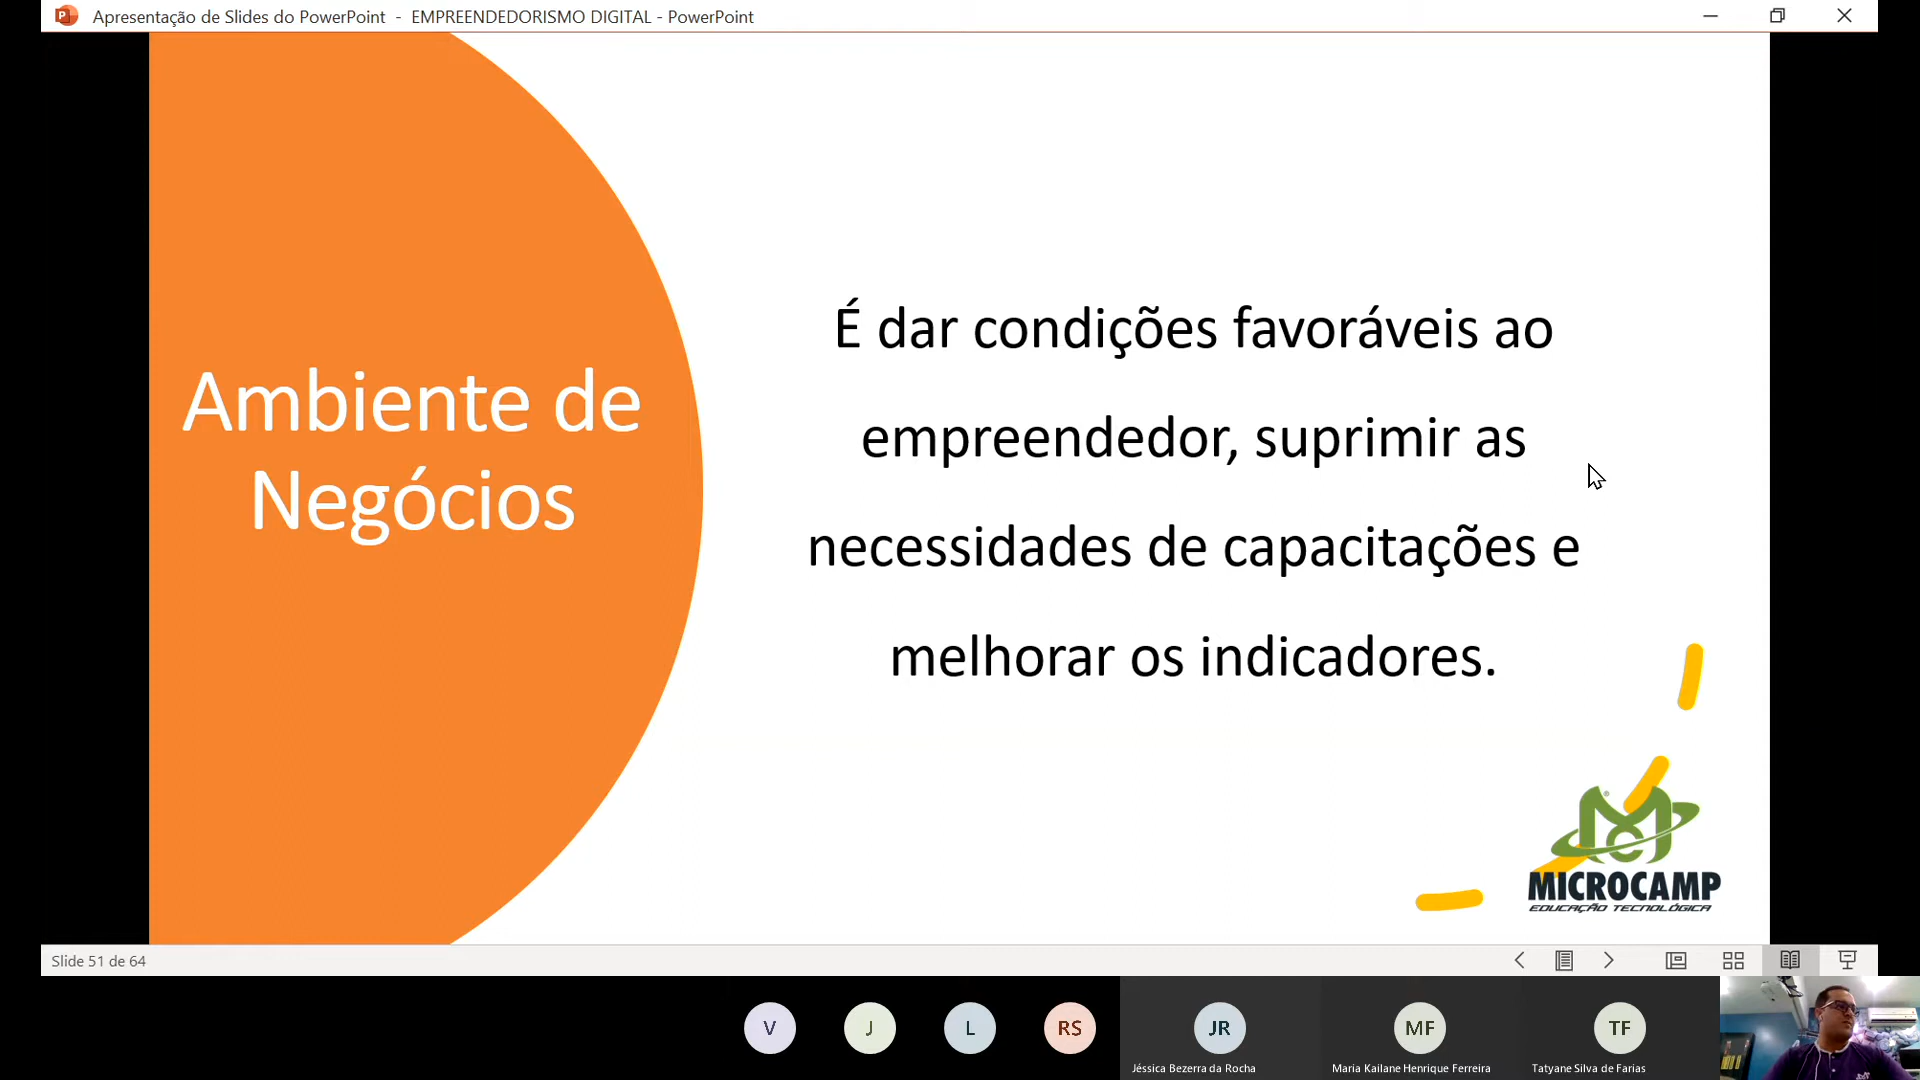 Apresentação de Slides do PowerPoint - EMPREENDEDORISMO DIGITAL - PowerPoint
Ambiente de
Negócios
É dar condições favoráveis ao
empreendedor, suprimir as
necessidades de capacitações e
melhorar os indicadores.
MICROCAMP
EDUCAÇÃO TECNOLÓGICA
Slide 51 de 64
V
J
L
RS
JR
MF
TF
Jéssica Bezerra da Rocha
Maria Kailane Henrique Ferreira
Tatyane Silva de Farias